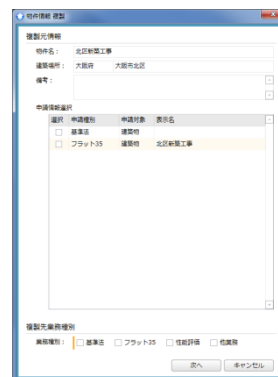 物件情報 複製
複製元情報
物件名： 北区新築工事
建築場所： 大阪府 大阪市北区
備考：
申請情報選択
選択 申請種別 申請対象 表示名
基準法 建築物
フラット35 建築物 北区新築工事
複製先業務種別
業務種別： 基準法 フラット35 性能評価 他業務
次へ キャンセル